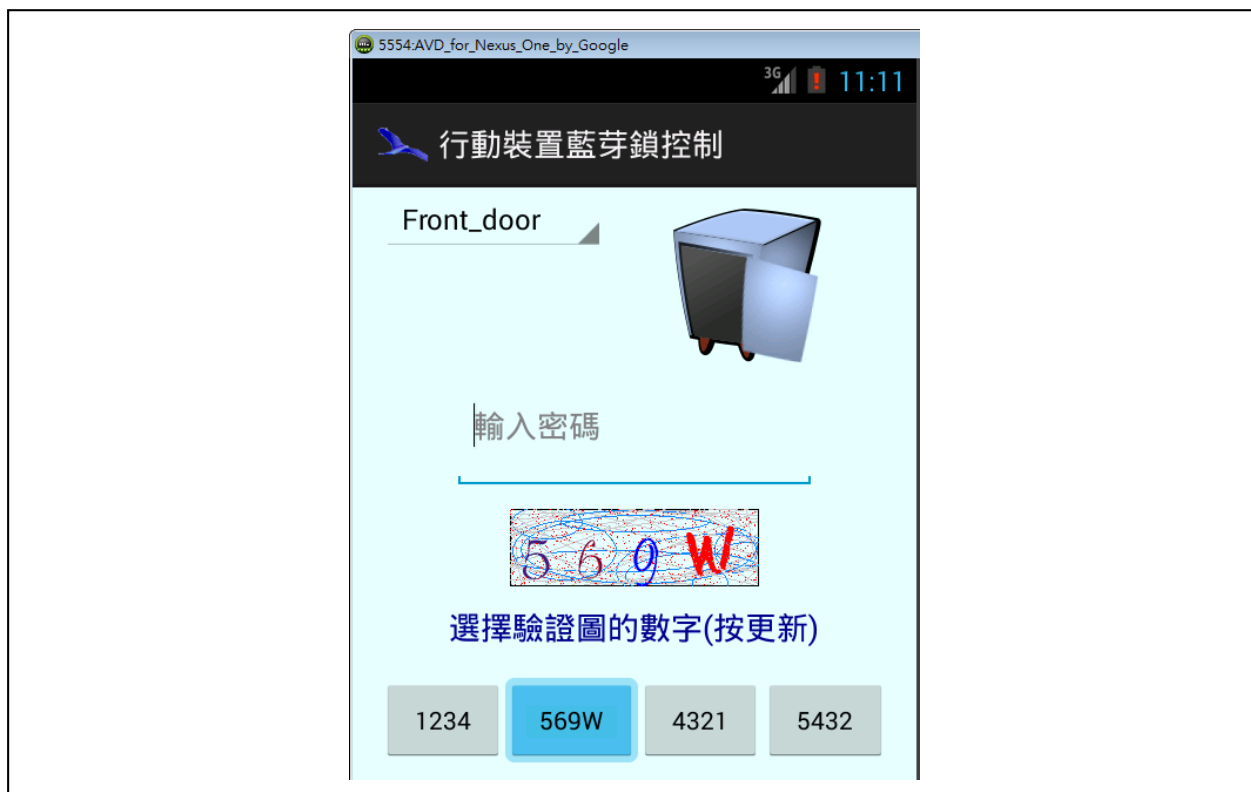 5554:AVD_for_Nexus_One_by_Google
3G 11:11
行動裝置藍芽鎖控制
Front_door
輸入密碼
569W
選擇驗證圖的數字(按更新)
1234 569W 4321 5432